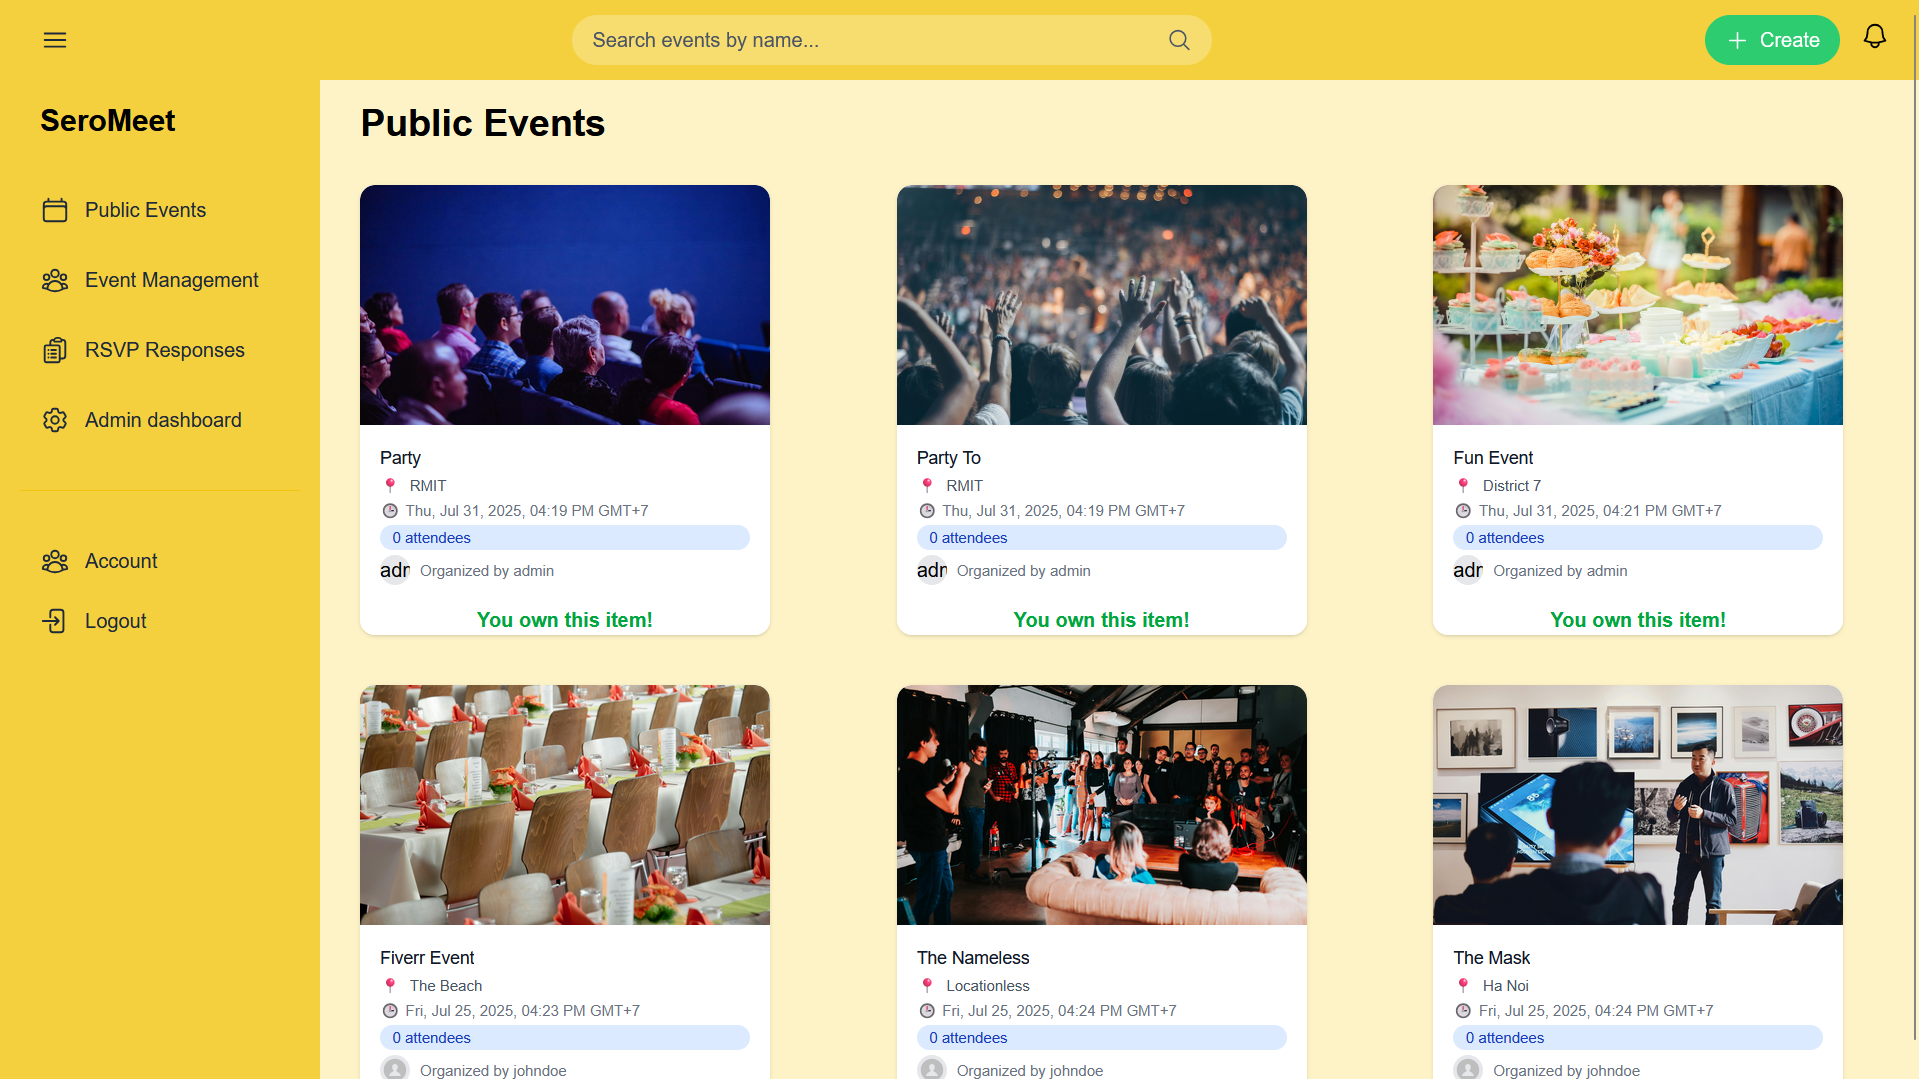 Search events by name...
Create
SeroMeet
Public Events
Event Management
RSVP Responses
Admin dashboard
Account
Logout
Public Events
Party
RMIT
Thu, Jul 31, 2025, 04:19 PM GMT+7
0 attendees
adr
Organized by admin
You own this item!
Party To
RMIT
Thu, Jul 31, 2025, 04:19 PM GMT+7
0 attendees
adr
Organized by admin
You own this item!
Fun Event
District 7
Thu, Jul 31, 2025, 04:21 PM GMT+7
0 attendees
adr
Organized by admin
You own this item!
Fiverr Event
The Beach
Fri, Jul 25, 2025, 04:23 PM GMT+7
0 attendees
Organized by johndoe
The Nameless
Locationless
Fri, Jul 25, 2025, 04:24 PM GMT+7
0 attendees
Organized by johndoe
The Mask
Ha Noi
Fri, Jul 25, 2025, 04:24 PM GMT+7
0 attendees
Organized by johndoe